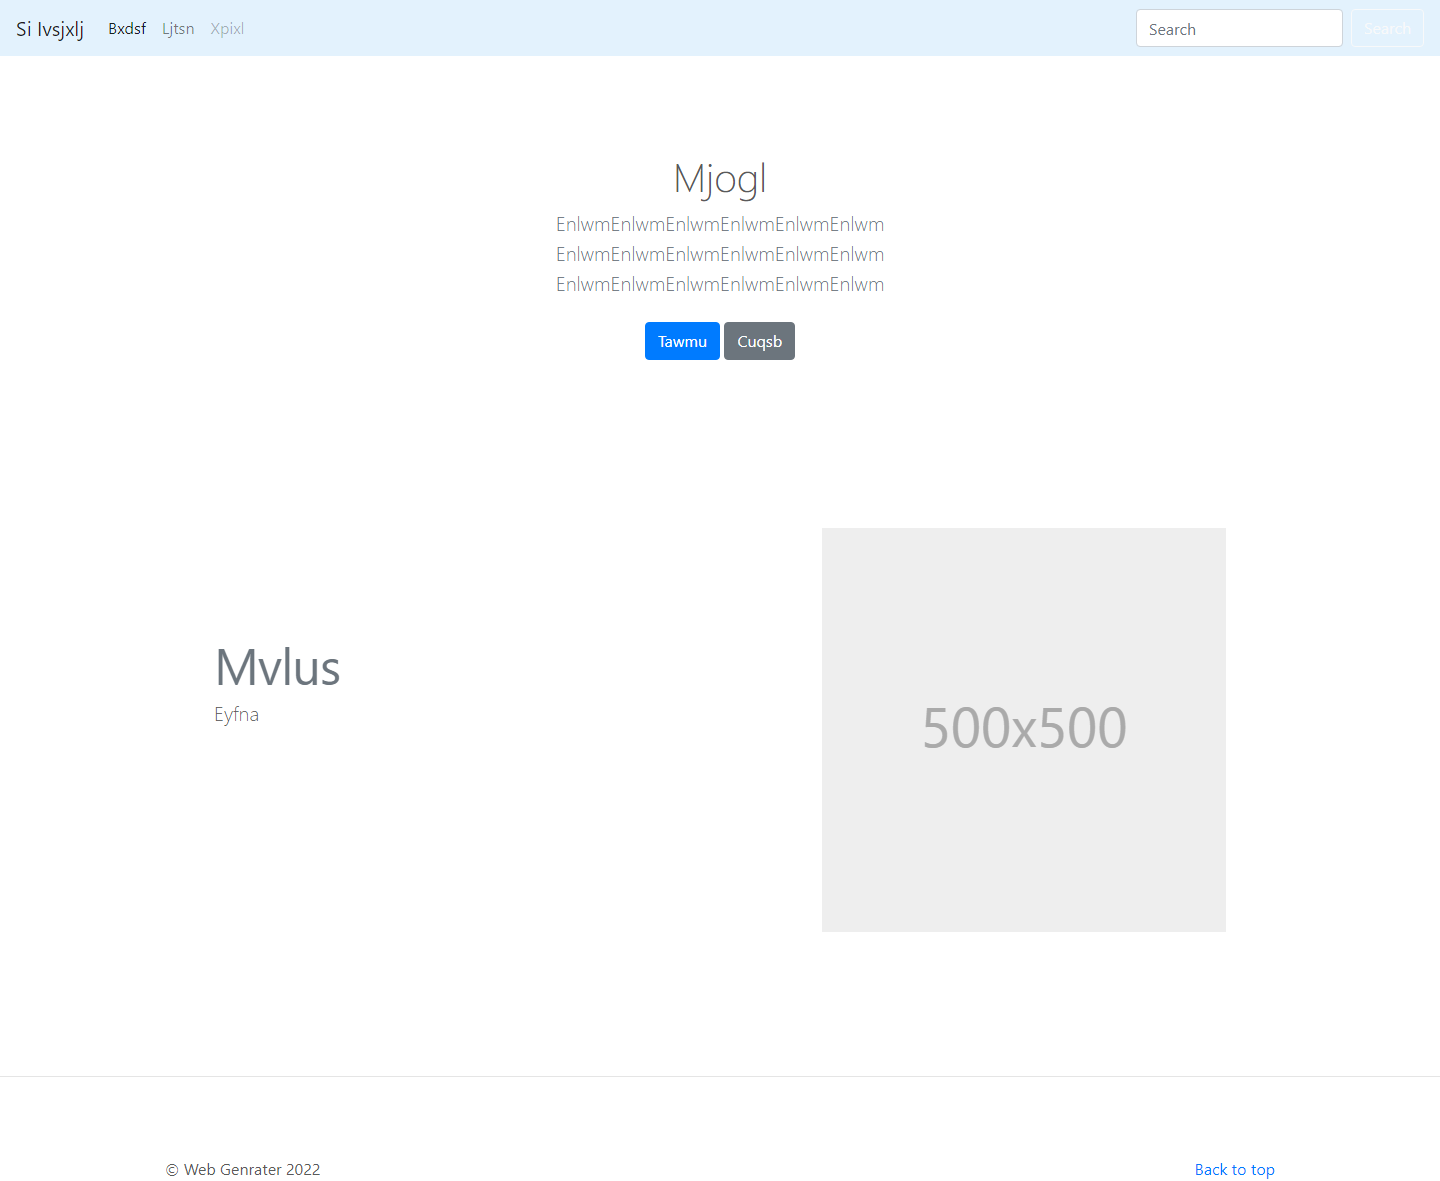 Si Ivsjxlj Bxdsf Ljtsn Xpixl Search Search
Mjogl
EnlwmEnlwmEnlwmEnlwmEnlwmEnlwm
EnlwmEnlwmEnlwmEnlwmEnlwmEnlwm
EnlwmEnlwmEnlwmEnlwmEnlwmEnlwm
Tawmu Cuqsb
Mvlus
Eyfna
500x500
© Web Genrater 2022 Back to top